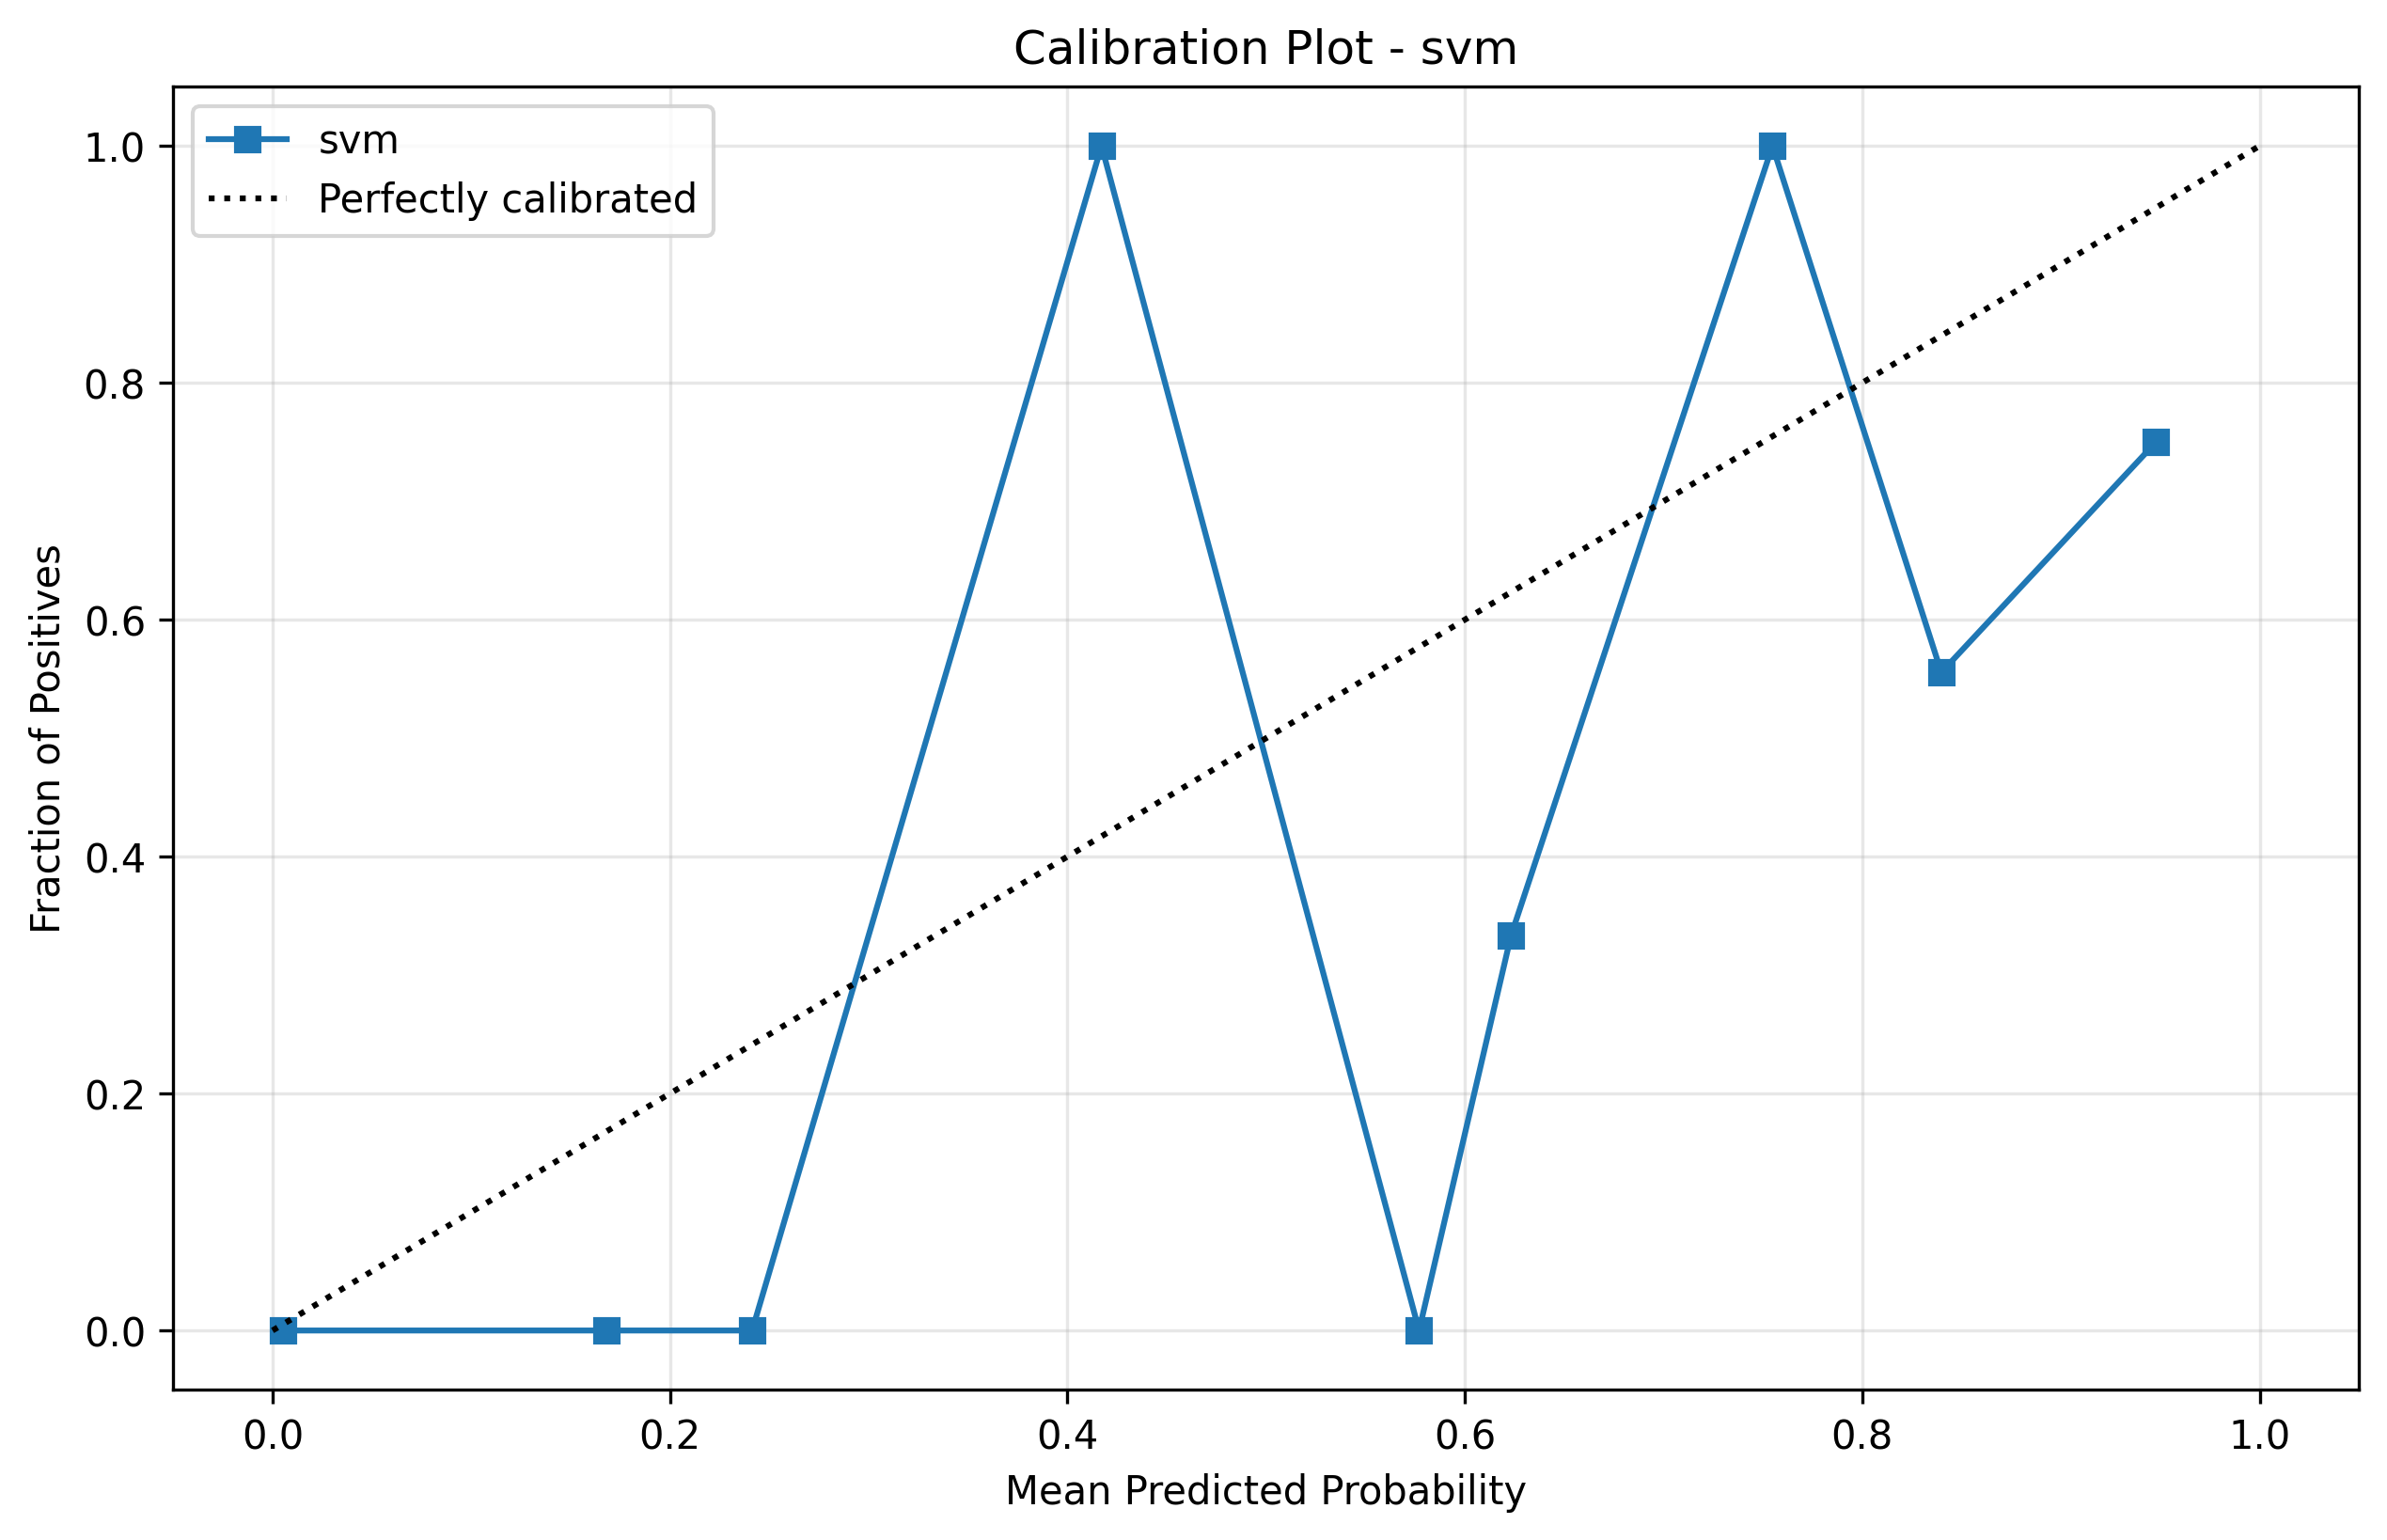 Calibration Plot - svm
svm
Perfectly calibrated
1.0
0.8
0.6
0.4
0.2
0.0
Fraction of Positives
0.0 0.2 0.4 0.6 0.8 1.0
Mean Predicted Probability